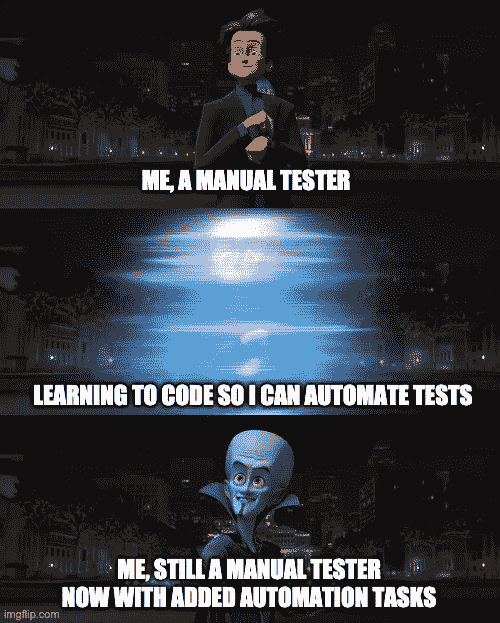 ME, A MANUAL TESTER
LEARNING TO CODE SO I CAN AUTOMATE TESTS
ME, STILL A MANUAL TESTER
NOW WITH ADDED AUTOMATION TASKS
imgflip.com